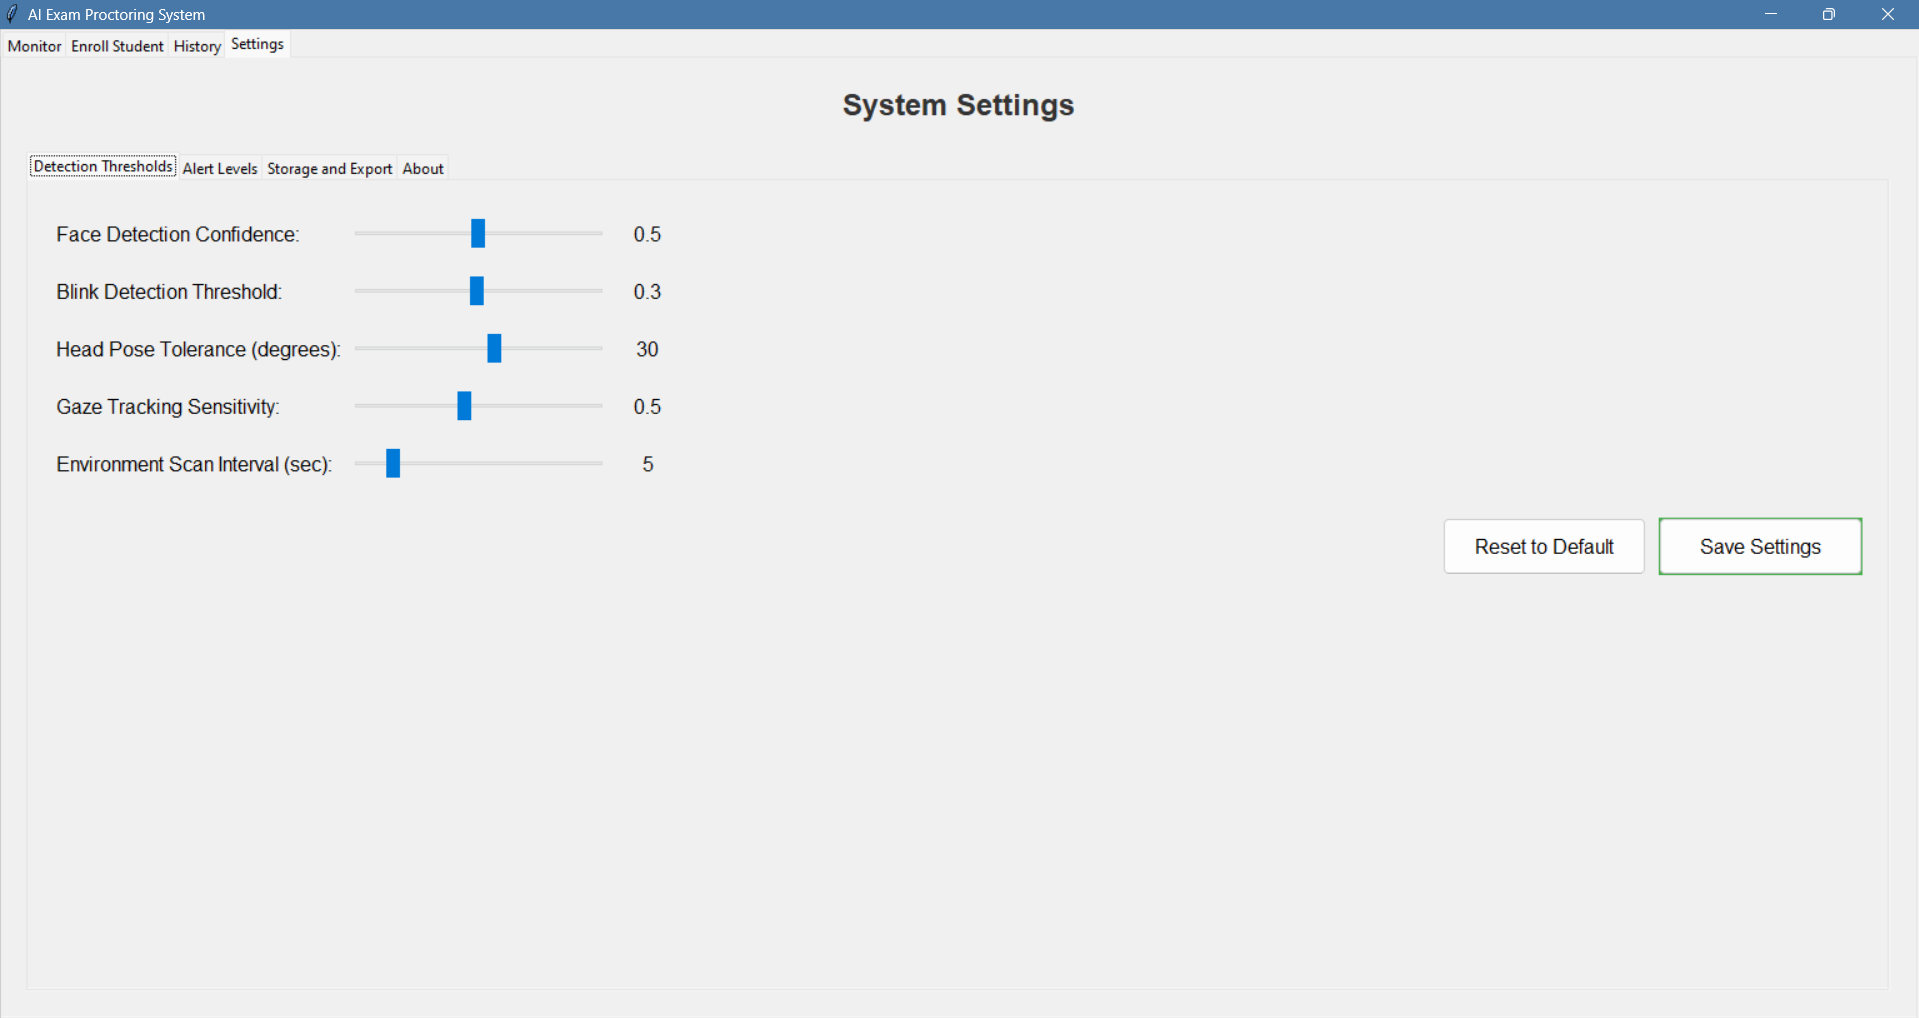 AI Exam Proctoring System
Monitor Enroll Student History Settings
System Settings
Detection Thresholds Alert Levels Storage and Export About
Face Detection Confidence: 0.5
Blink Detection Threshold: 0.3
Head Pose Tolerance (degrees): 30
Gaze Tracking Sensitivity: 0.5
Environment Scan Interval (sec): 5
Reset to Default Save Settings